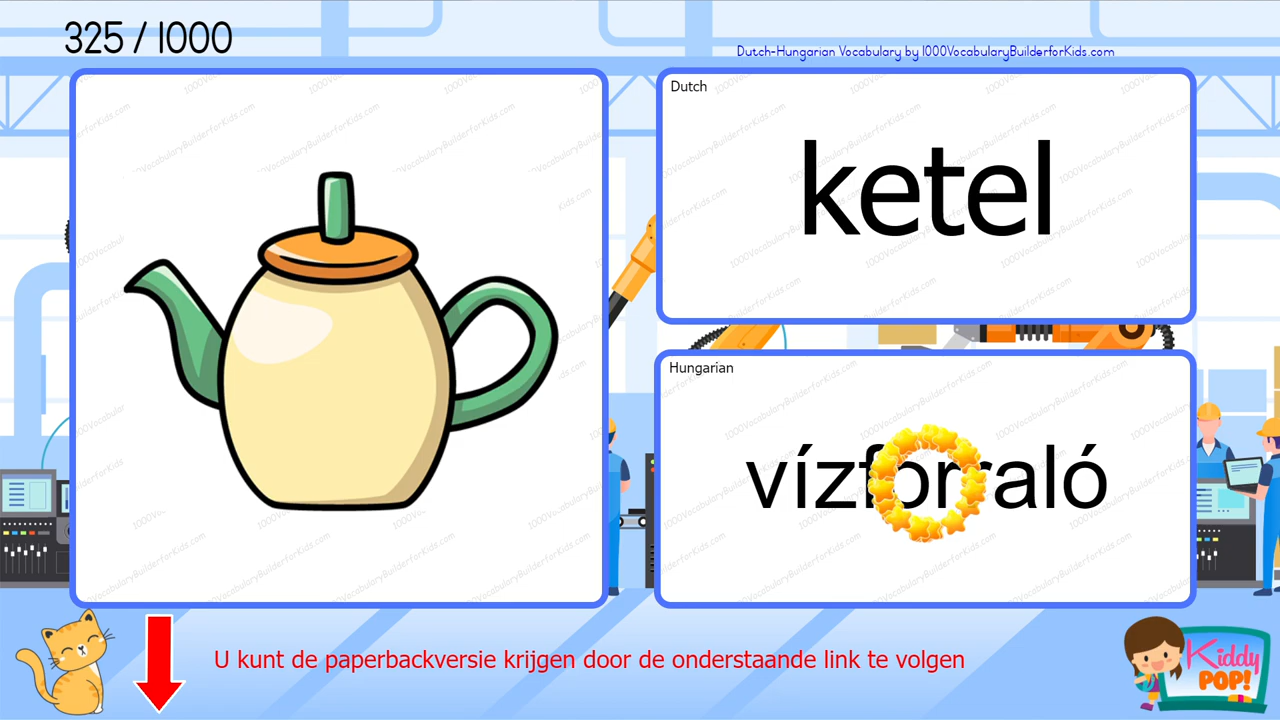 325 / 1000
Dutch-Hungarian Vocabulary by 1000VocabularyBuilderforKids.com
Dutch
ketel
Hungarian
vízforraló
U kunt de paperbackversie krijgen door de onderstaande link te volgen
Kiddy
POP!